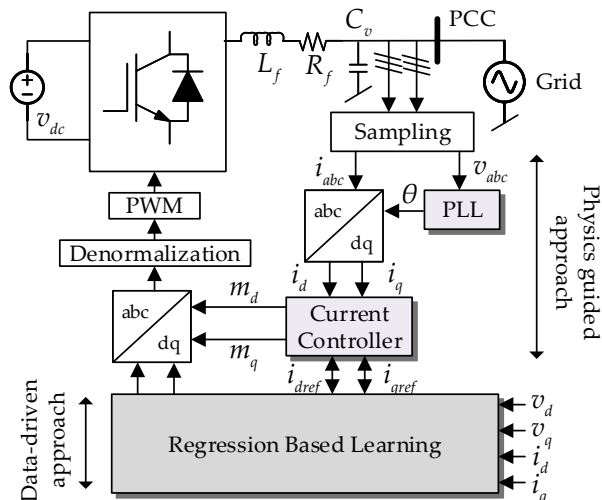 C_v
PCC
L_f
R_f
Grid
v_dc
Sampling
i_abc
v_abc
PWM
abc
dq
θ
PLL
Physics guided
approach
Denormalization
i_d
i_q
abc
dq
m_d
m_q
Current
Controller
i_dref
i_qref
Data-driven
approach
Regression Based Learning
v_d
v_q
i_d
i_q